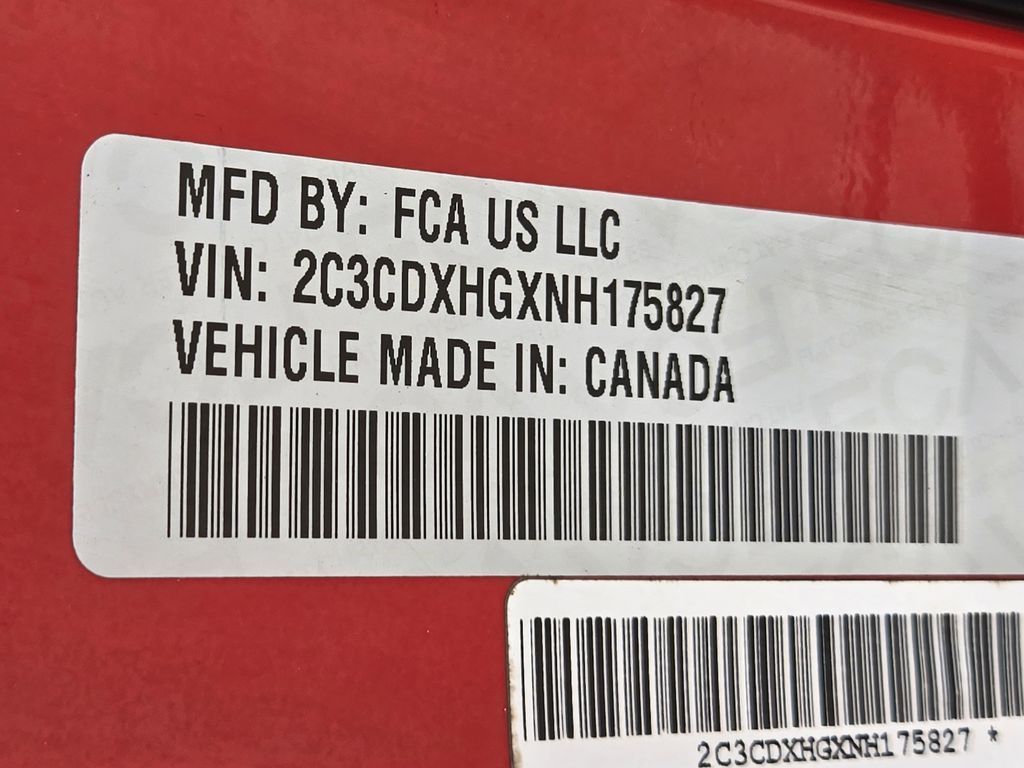 MFD BY: FCA US LLC
VIN: 2C3CDXHGXNH175827
VEHICLE MADE IN: CANADA
2C3CDXHGXNH175827 *